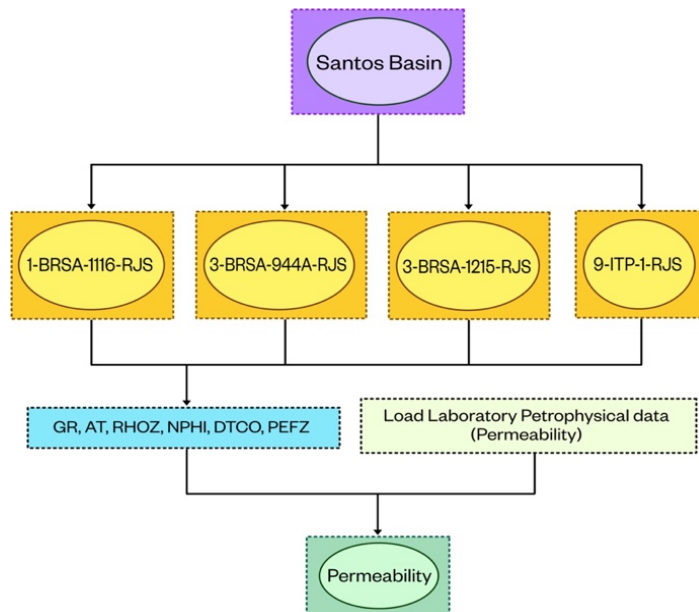 Santos Basin
1-BRSA-1116-RJS
3-BRSA-944A-RJS
3-BRSA-1215-RJS
9-ITP-1-RJS
GR, AT, RHOZ, NPHI, DTCO, PEFZ
Load Laboratory Petrophysical data
(Permeability)
Permeability